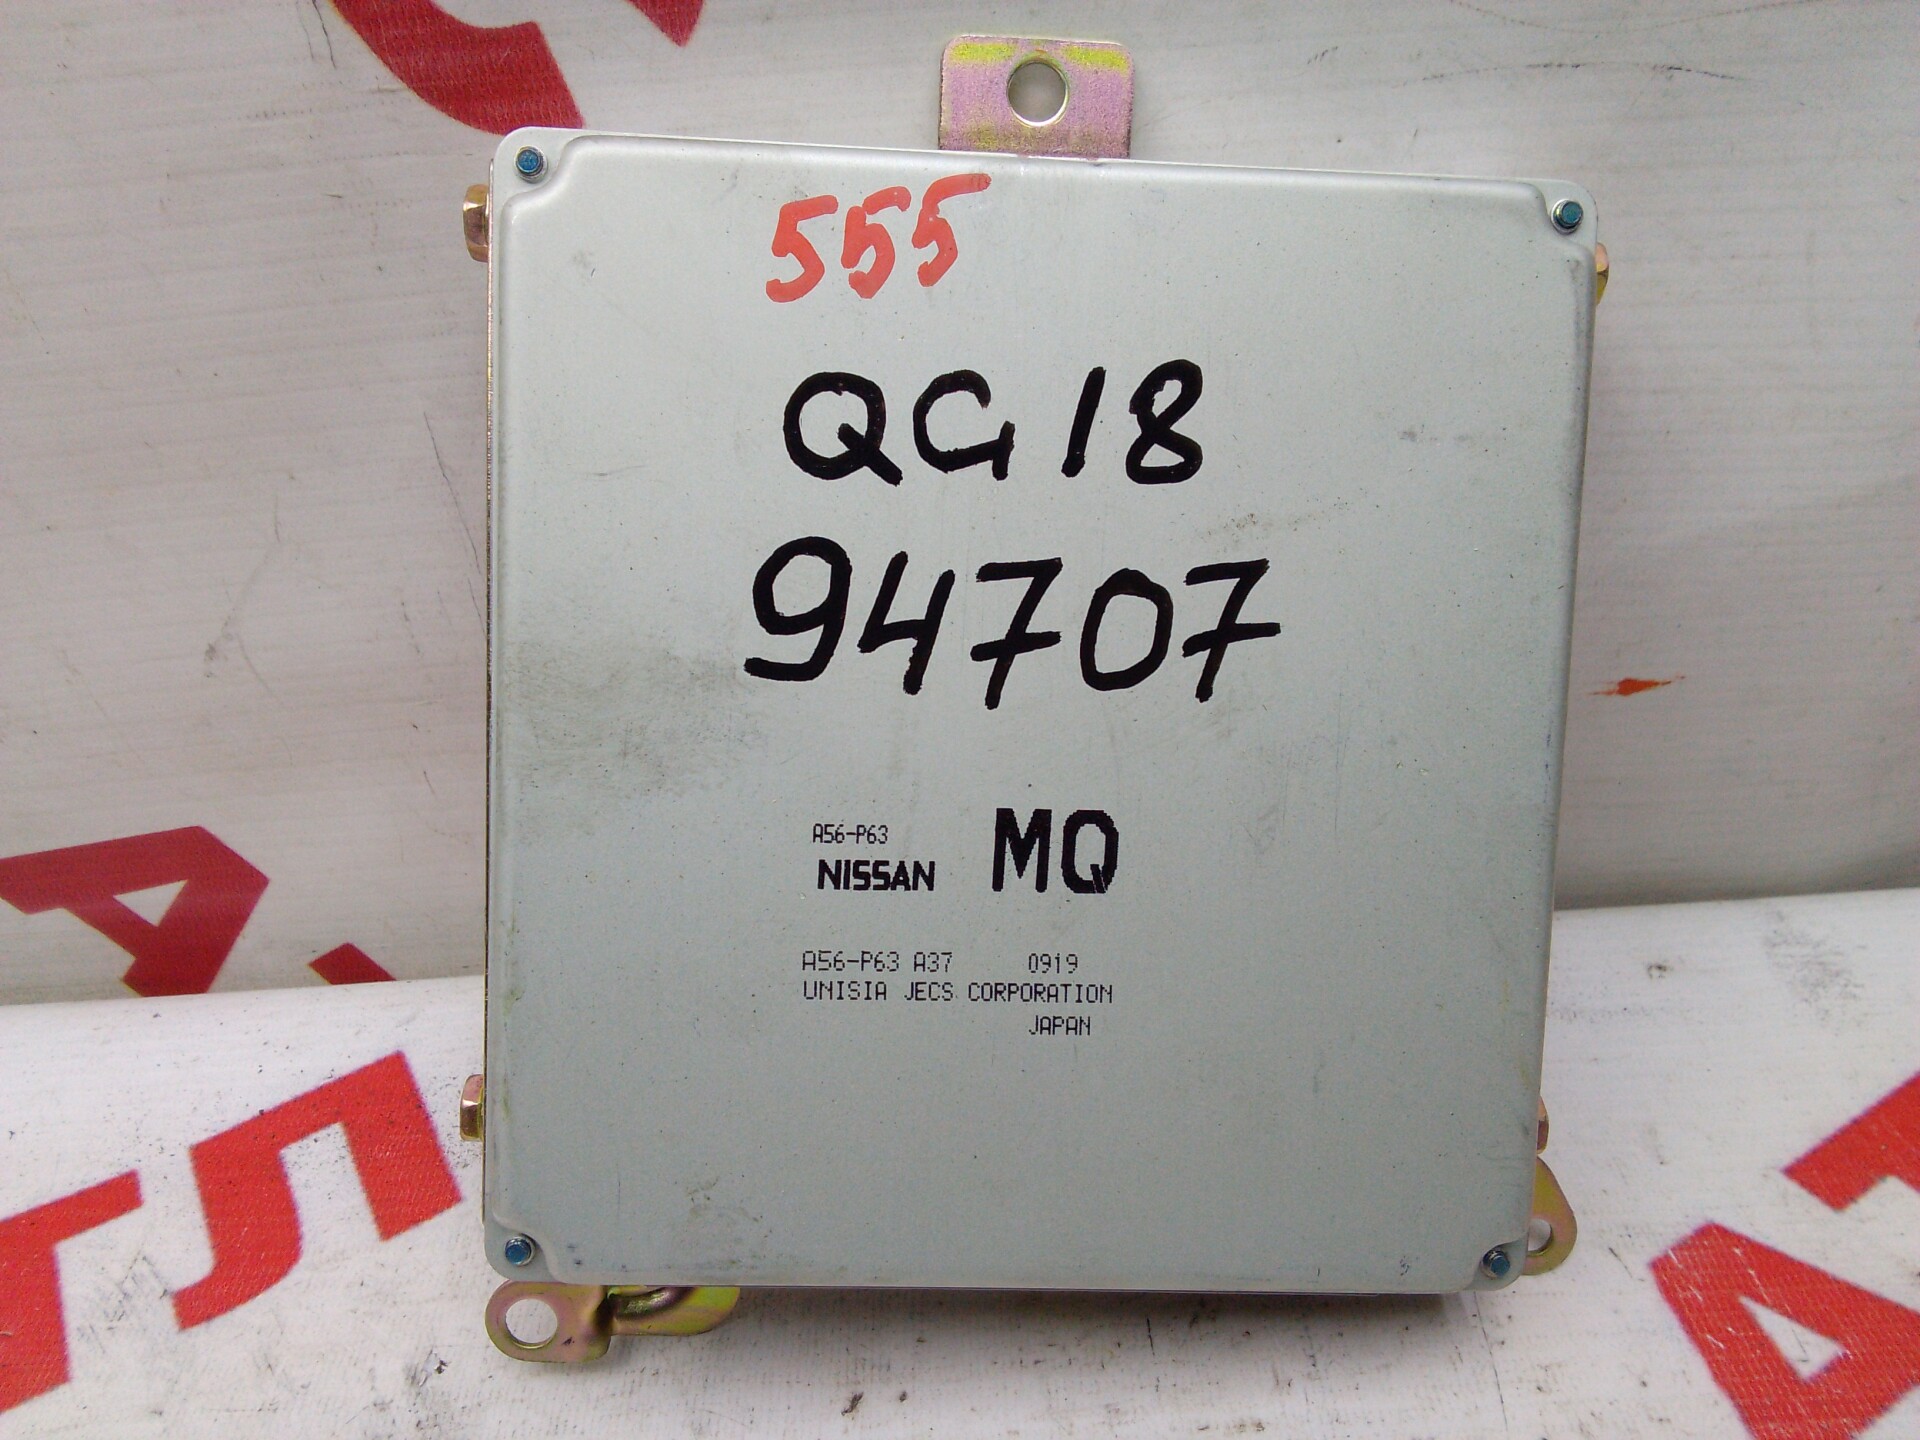 555
QG18
94707
A56-P63
NISSAN MQ
A56-P63 A37 0919
UNISIA JECS CORPORATION
JAPAN